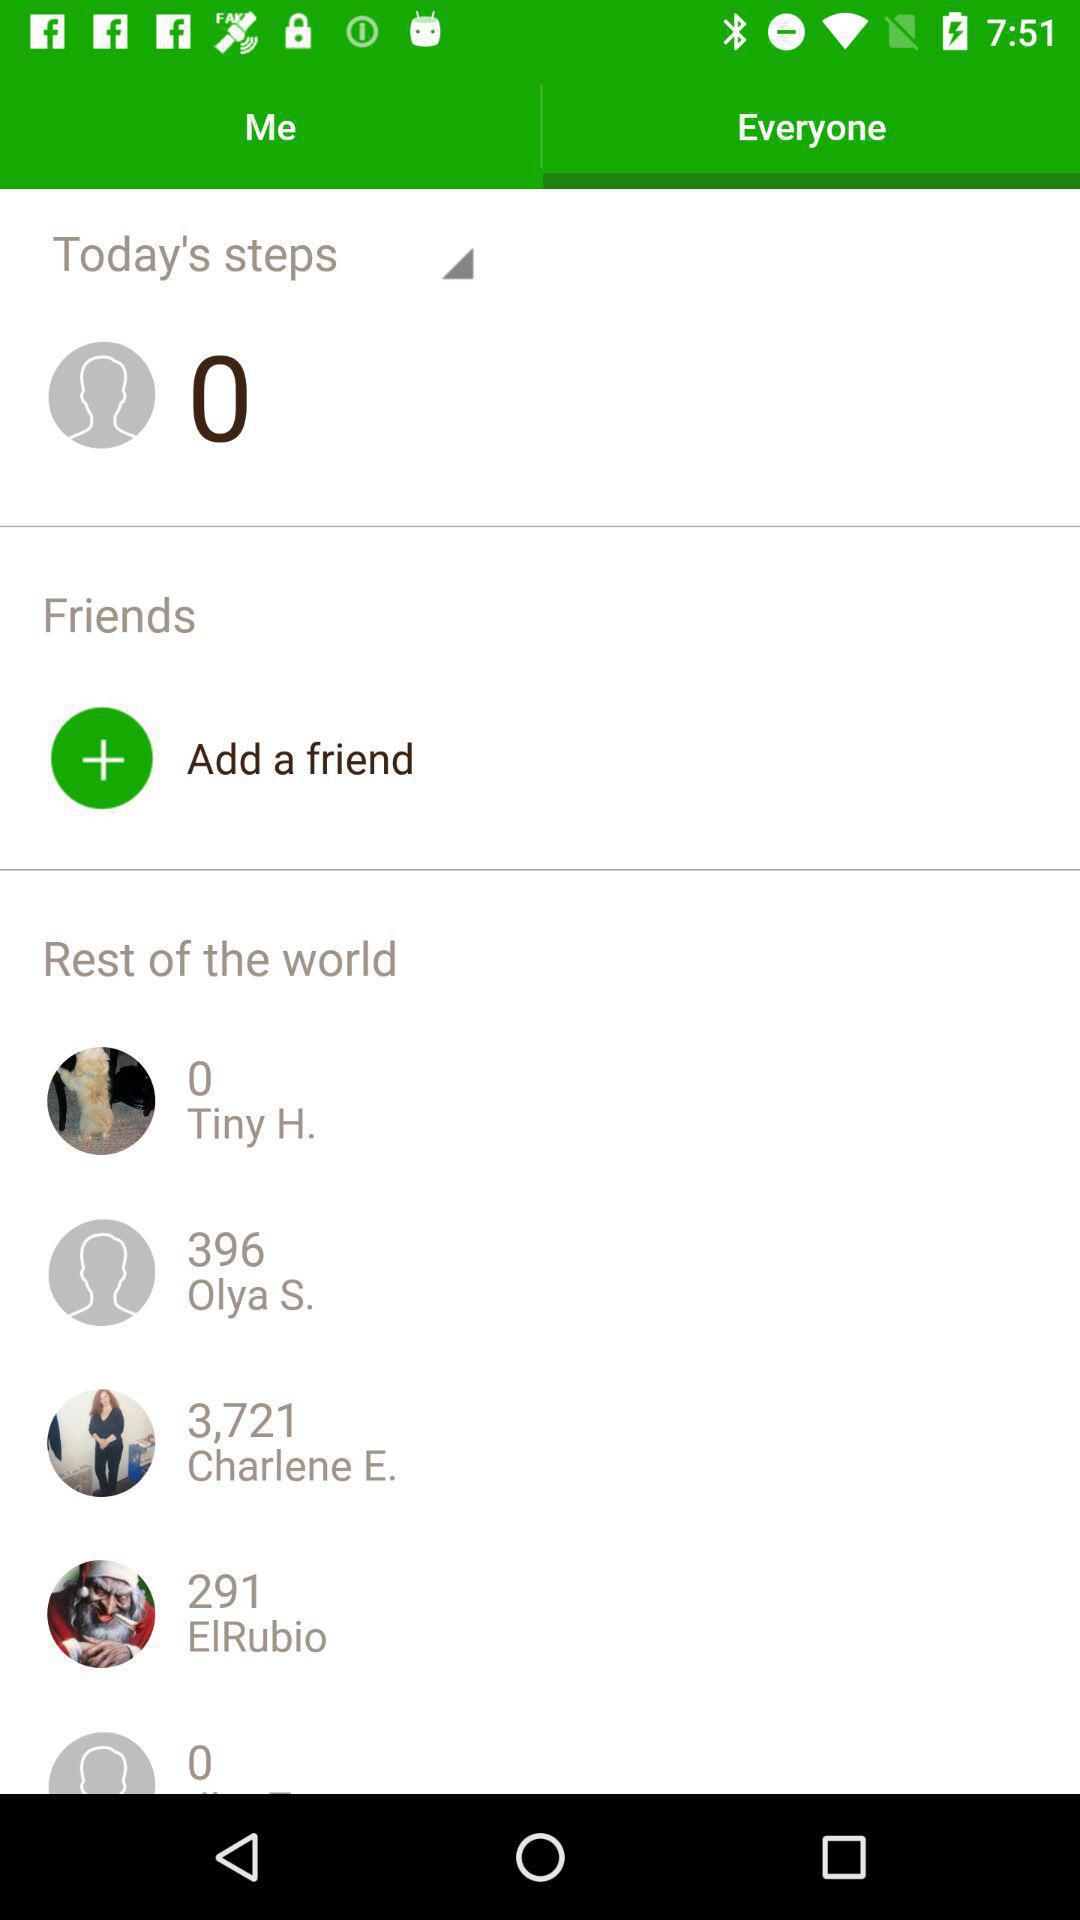 FAKE
7:51
Me
Everyone
Today's steps
0
Friends
Add a friend
Rest of the world
0
Tiny H.
396
Olya S.
3,721
Charlene E.
291
ElRubio
0